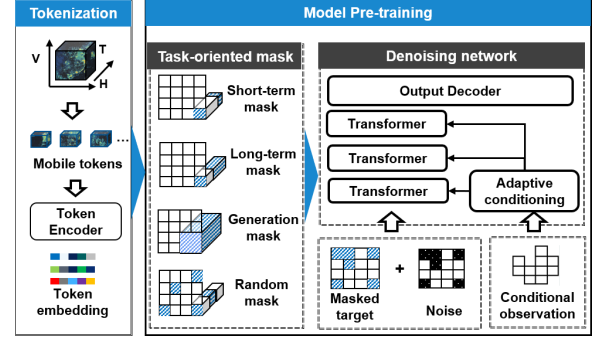 Tokenization
V
T
H
Mobile tokens
...
Token
Encoder
Token
embedding
Model Pre-training
Task-oriented mask
Short-term
mask
Long-term
mask
Generation
mask
Random
mask
Denoising network
Output Decoder
Transformer
Transformer
Transformer
Adaptive
conditioning
+
Masked
target
Noise
Conditional
observation